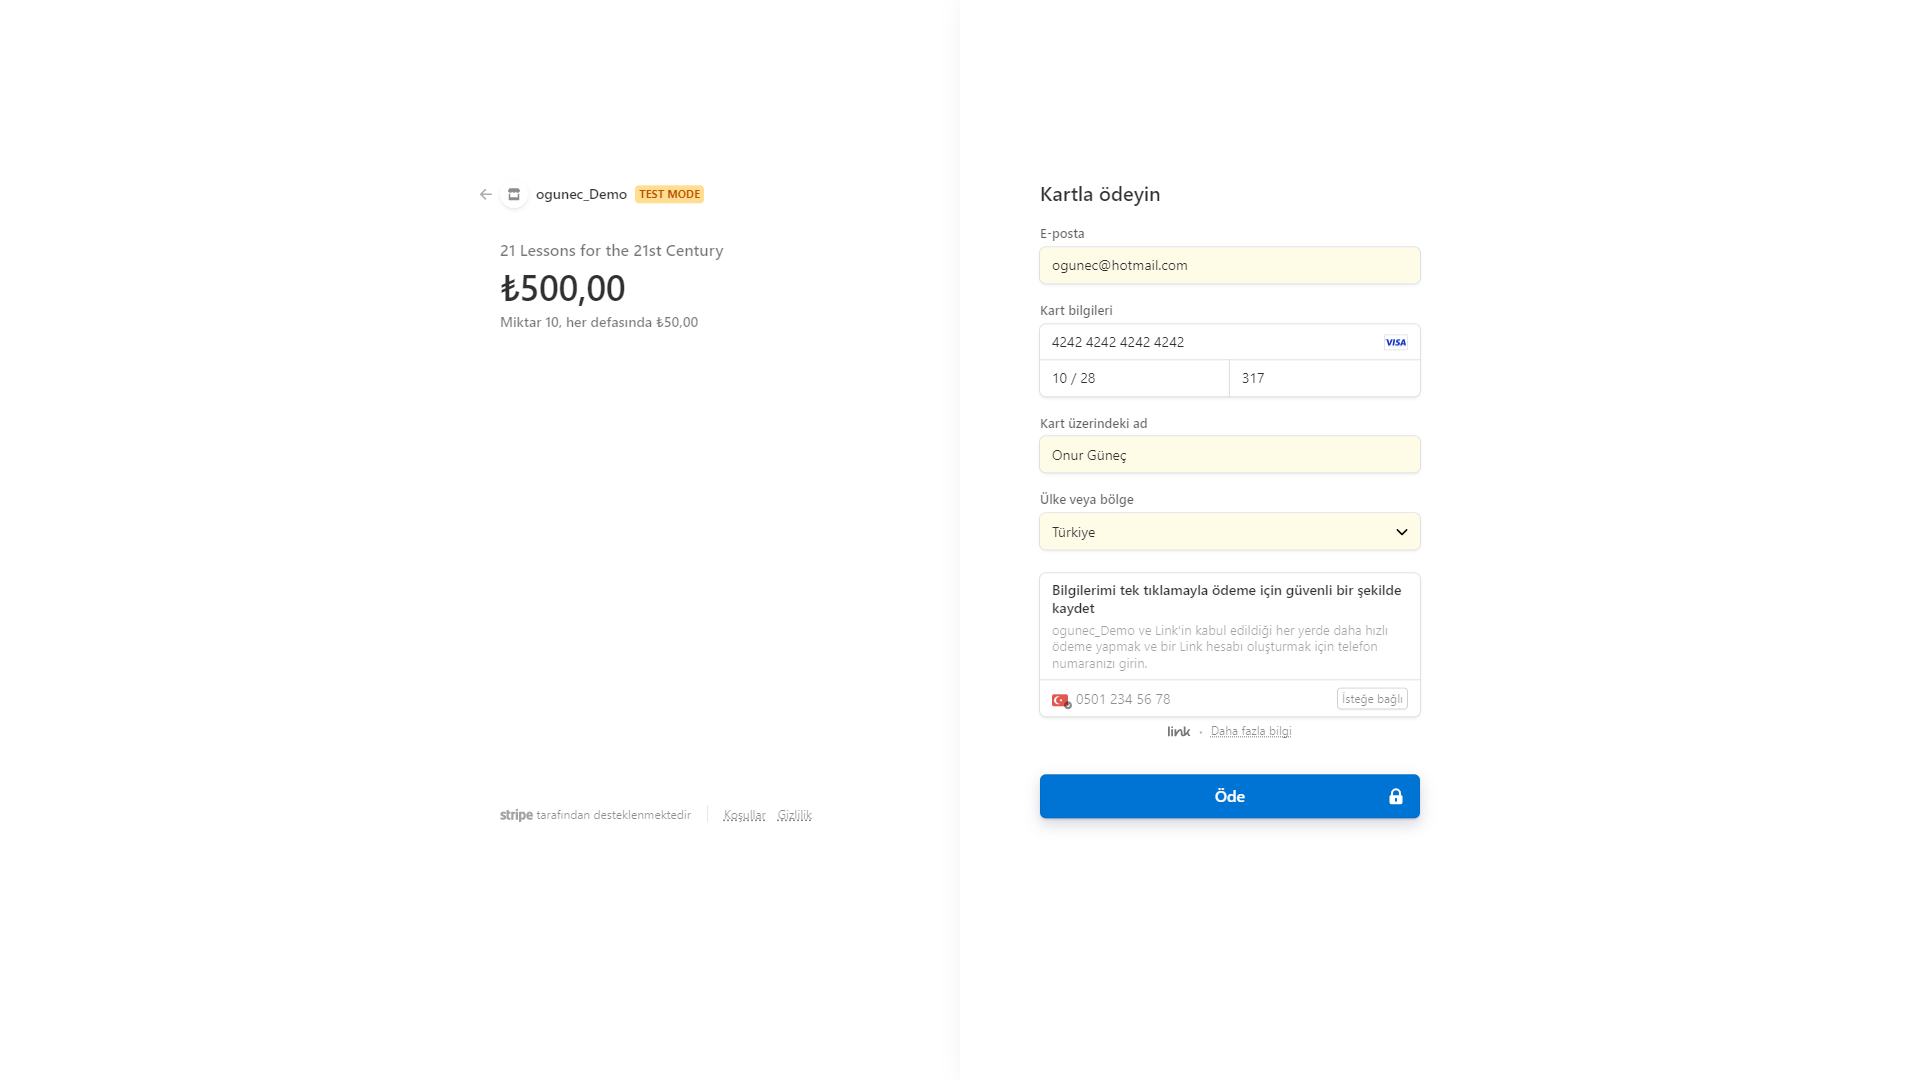 ogunec_Demo TEST MODE
21 Lessons for the 21st Century
₺500,00
Miktar 10, her defasında ₺50,00
stripe tarafından desteklenmektedir Koşullar Gizlilik
Kartla ödeyin
E-posta
ogunec@hotmail.com
Kart bilgileri
4242 4242 4242 4242 VISA
10 / 28 317
Kart üzerindeki ad
Onur Güneç
Ülke veya bölge
Türkiye
Bilgilerimi tek tıklamayla ödeme için güvenli bir şekilde
kaydet
ogunec_Demo ve Link'in kabul edildiği her yerde daha hızlı
ödeme yapmak ve bir Link hesabı oluşturmak için telefon
numaranızı girin.
0501 234 56 78 İsteğe bağlı
link • Daha fazla bilgi
Öde